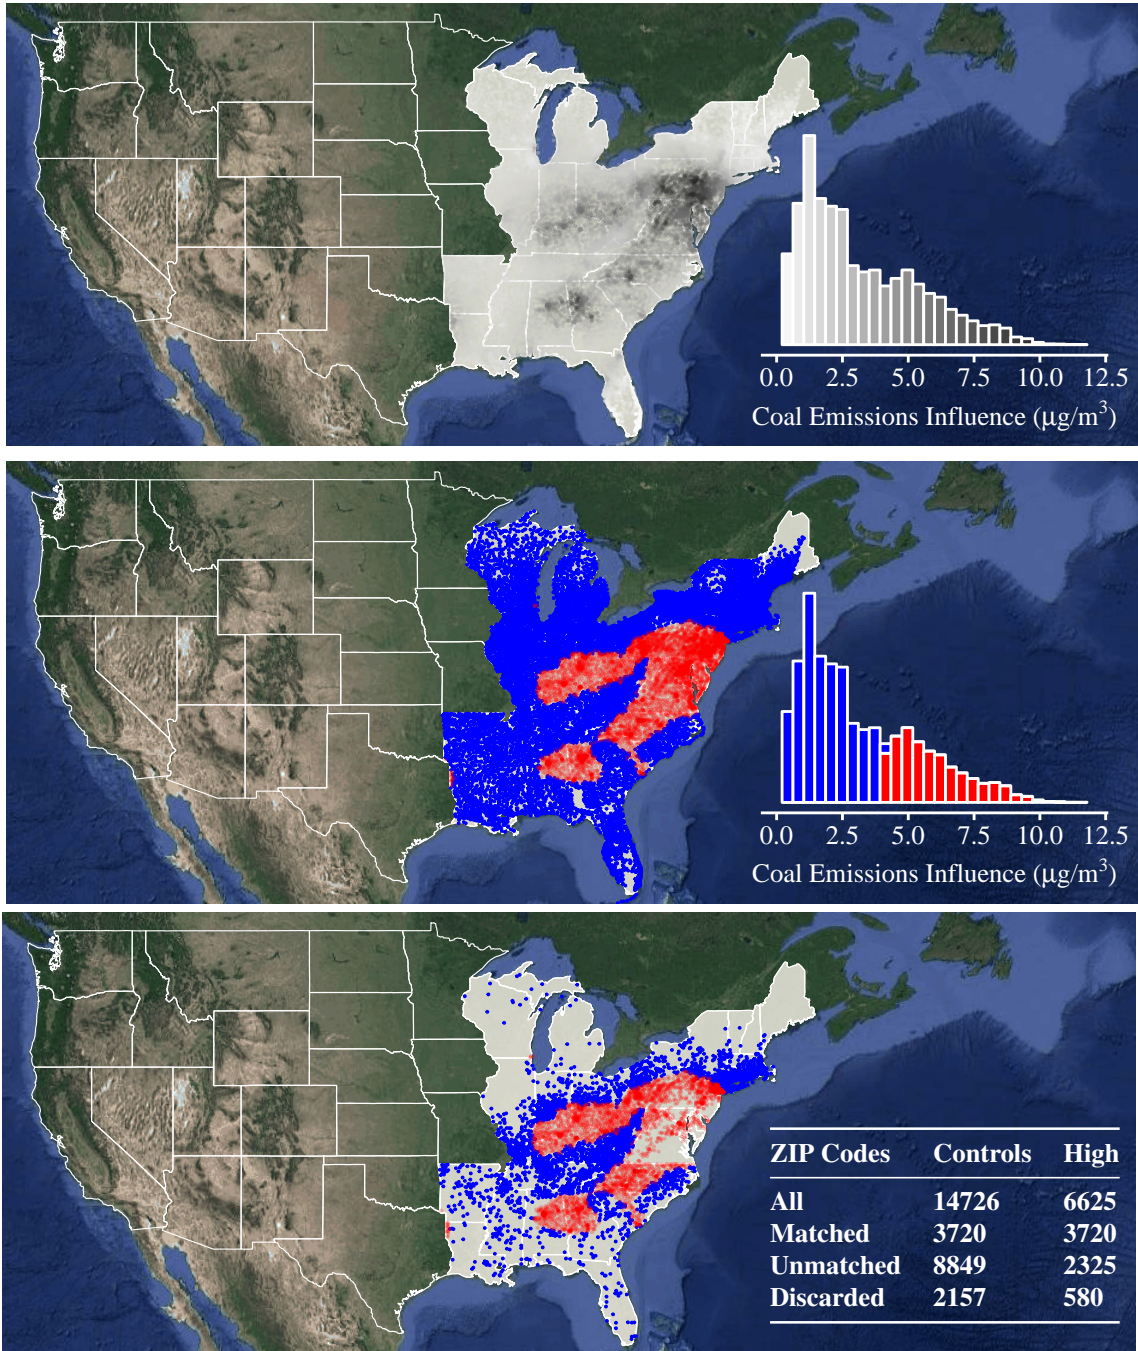 0.0 2.5 5.0 7.5 10.0 12.5
Coal Emissions Influence (μg/m³)
0.0 2.5 5.0 7.5 10.0 12.5
Coal Emissions Influence (μg/m³)
ZIP Codes Controls High
All 14726 6625
Matched 3720 3720
Unmatched 8849 2325
Discarded 2157 580